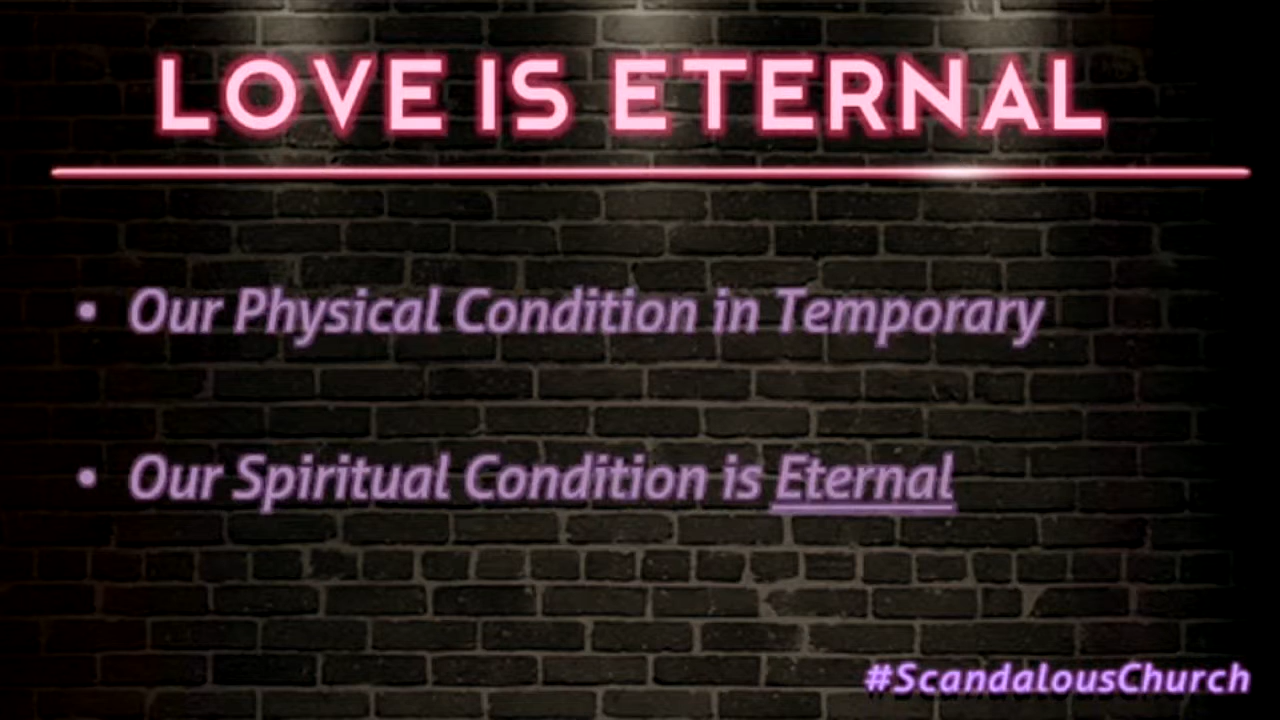 LOVE IS ETERNAL
• Our Physical Condition in Temporary
• Our Spiritual Condition is Eternal
#ScandalousChurch